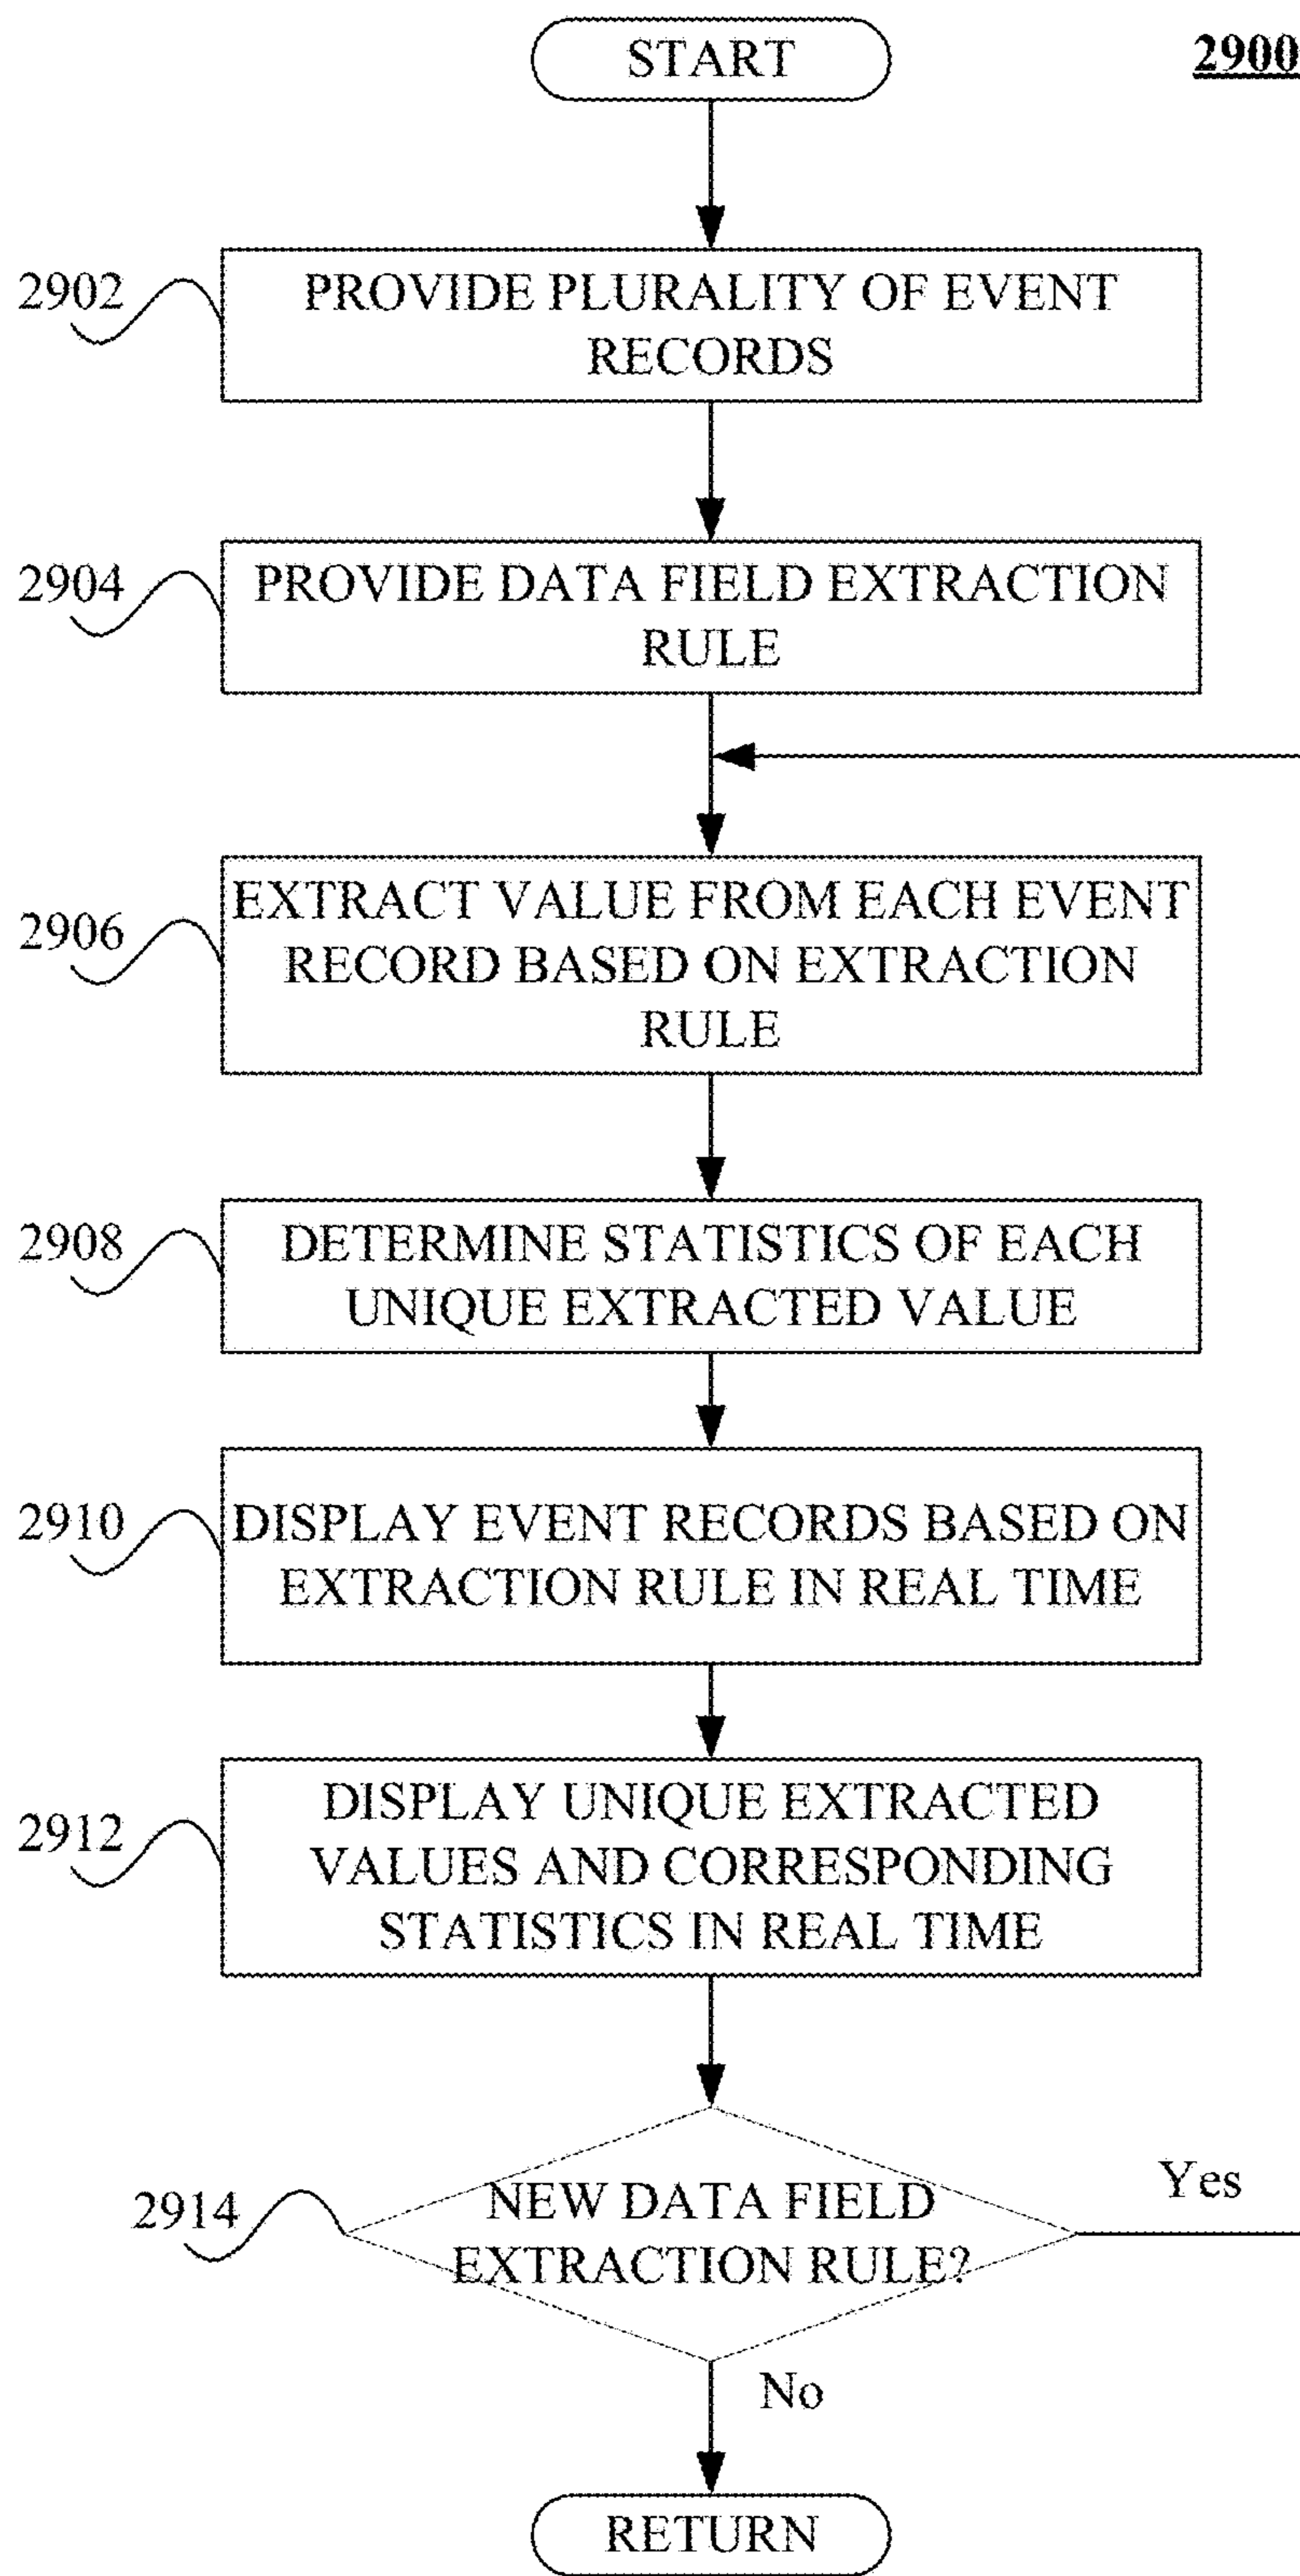 START
2900
2902
PROVIDE PLURALITY OF EVENT
RECORDS
2904
PROVIDE DATA FIELD EXTRACTION
RULE
2906
EXTRACT VALUE FROM EACH EVENT
RECORD BASED ON EXTRACTION
RULE
2908
DETERMINE STATISTICS OF EACH
UNIQUE EXTRACTED VALUE
2910
DISPLAY EVENT RECORDS BASED ON
EXTRACTION RULE IN REAL TIME
2912
DISPLAY UNIQUE EXTRACTED
VALUES AND CORRESPONDING
STATISTICS IN REAL TIME
2914
NEW DATA FIELD
EXTRACTION RULE?
Yes
No
RETURN